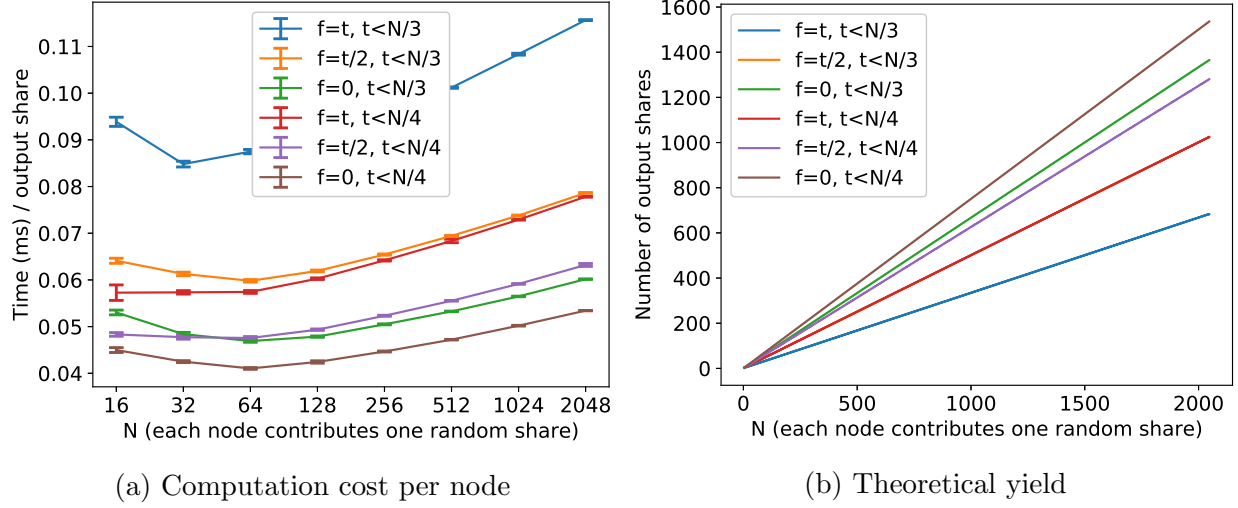 f=t, t<N/3
f=t/2, t<N/3
f=0, t<N/3
f=t, t<N/4
f=t/2, t<N/4
f=0, t<N/4
0.11
0.10
0.09
0.08
0.07
0.06
0.05
0.04
Time (ms) / output share
16 32 64 128 256 512 1024 2048
N (each node contributes one random share)
(a) Computation cost per node
f=t, t<N/3
f=t/2, t<N/3
f=0, t<N/3
f=t, t<N/4
f=t/2, t<N/4
f=0, t<N/4
1600
1400
1200
1000
800
600
400
200
0
Number of output shares
0 500 1000 1500 2000
N (each node contributes one random share)
(b) Theoretical yield